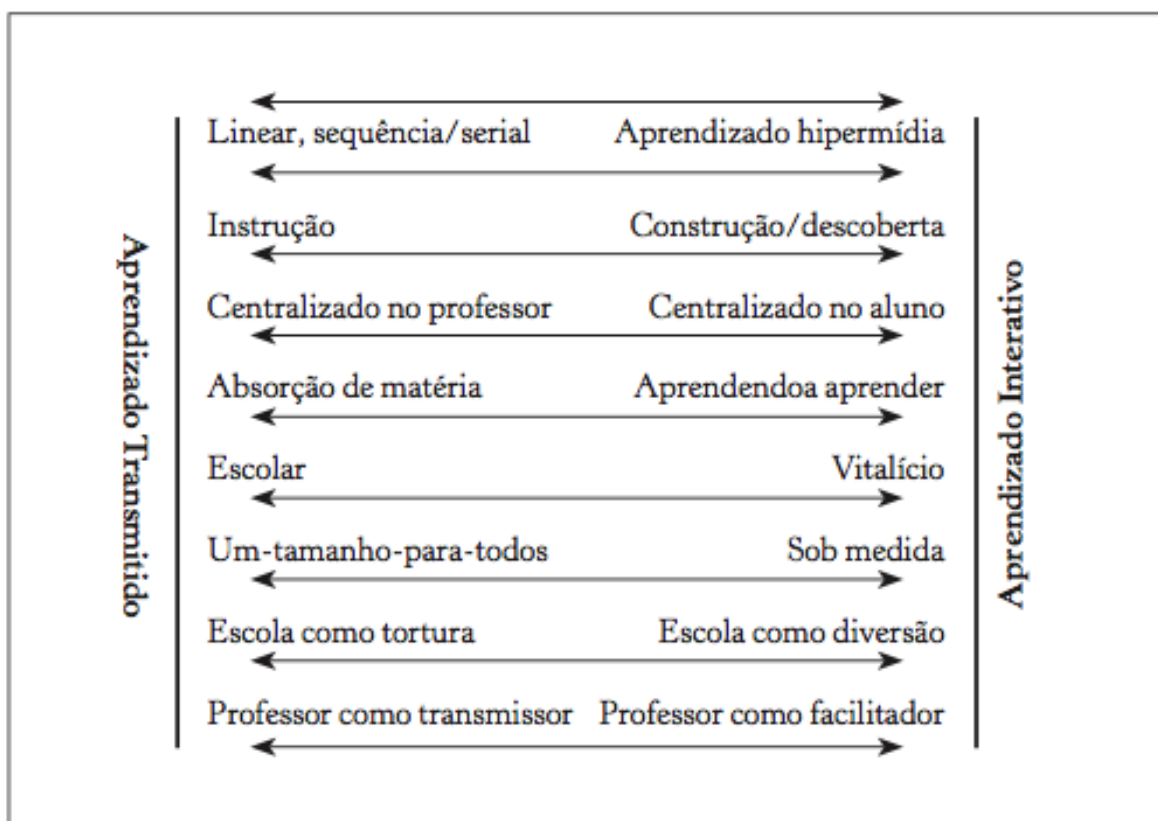 Aprendizado Transmitido
Linear, sequência/serial Aprendizado hipermídia
Instrução Construção/descoberta
Centralizado no professor Centralizado no aluno
Absorção de matéria Aprendendoa aprender
Escolar Vitalício
Um-tamanho-para-todos Sob medida
Escola como tortura Escola como diversão
Professor como transmissor Professor como facilitador
Aprendizado Interativo